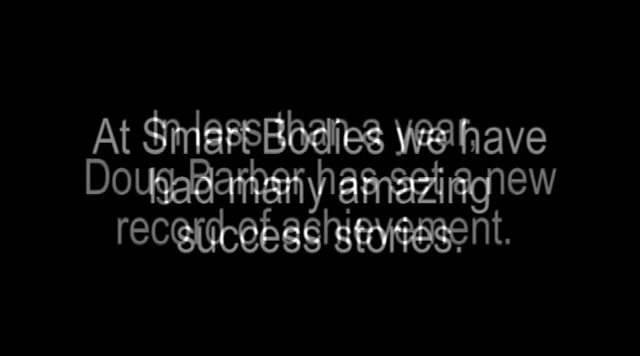 At Smart Bodies we have
had many amazing
success stories.
In less than a year,
Doug Barber has set a new
record of achievement.